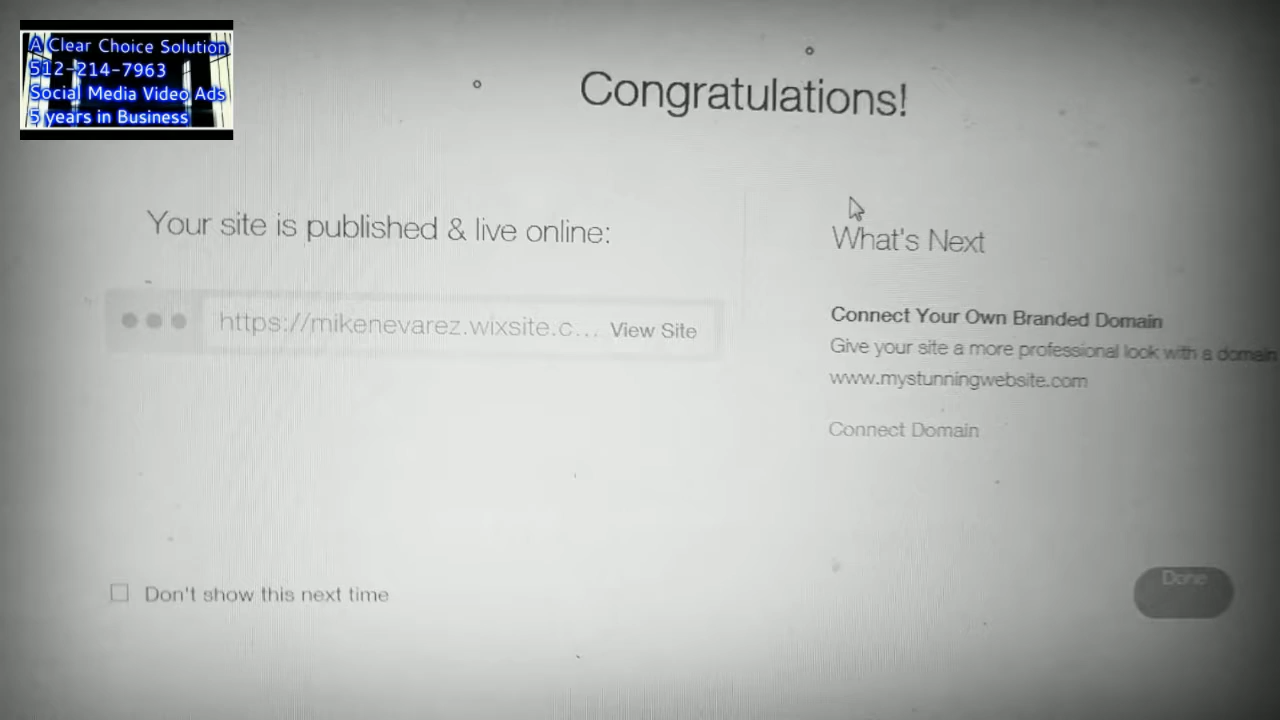 A Clear Choice Solution
512-214-7963
Social Media Video Ads
5 years in Business
Congratulations!
Your site is published & live online:
https://mikenevarez.wixsite.c... View Site
What's Next
Connect Your Own Branded Domain
Give your site a more professional look with a domain
www.mystunningwebsite.com
Connect Domain
Don't show this next time
Done